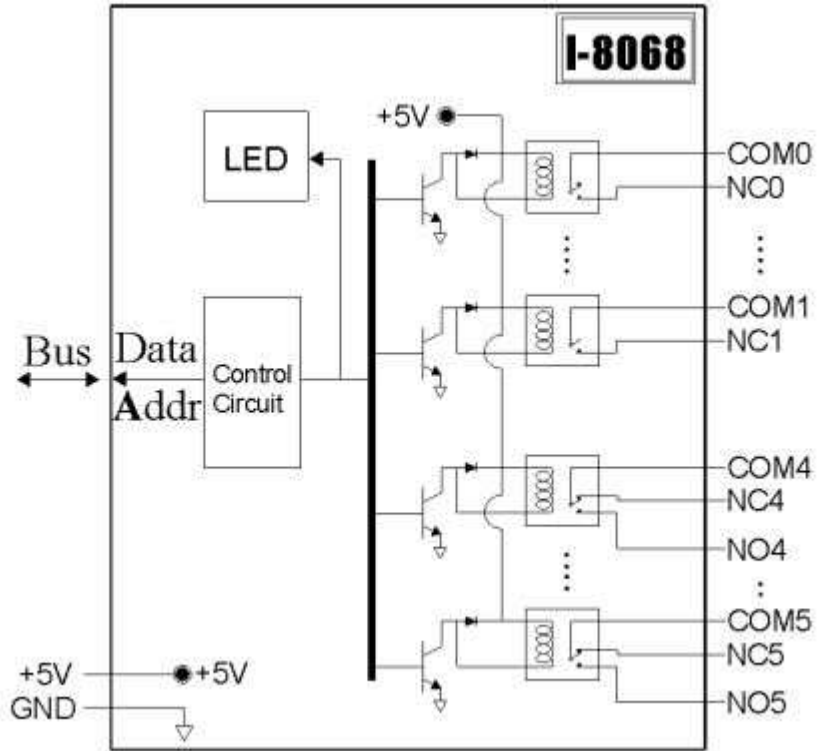 I-8068
+5V
LED
COM0
NC0
COM1
NC1
Bus
Data
Addr
Control
Circuit
COM4
NC4
NO4
COM5
NC5
NO5
+5V
+5V
GND